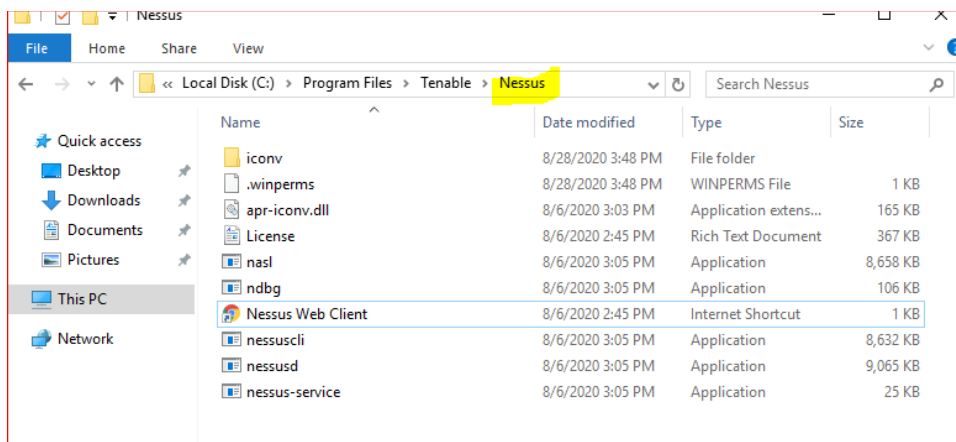 Nessus
File Home Share View
« Local Disk (C:) > Program Files > Tenable > Nessus Search Nessus
Name Date modified Type Size
Quick access
Desktop
Downloads
Documents
Pictures
This PC
Network
iconv 8/28/2020 3:48 PM File folder
.winperms 8/28/2020 3:48 PM WINPERMS File 1 KB
apr-iconv.dll 8/6/2020 3:03 PM Application extens... 165 KB
License 8/6/2020 2:45 PM Rich Text Document 367 KB
nasl 8/6/2020 3:05 PM Application 8,658 KB
ndbg 8/6/2020 3:05 PM Application 106 KB
Nessus Web Client 8/6/2020 2:45 PM Internet Shortcut 1 KB
nessuscli 8/6/2020 3:05 PM Application 8,632 KB
nessusd 8/6/2020 3:05 PM Application 9,065 KB
nessus-service 8/6/2020 3:05 PM Application 25 KB